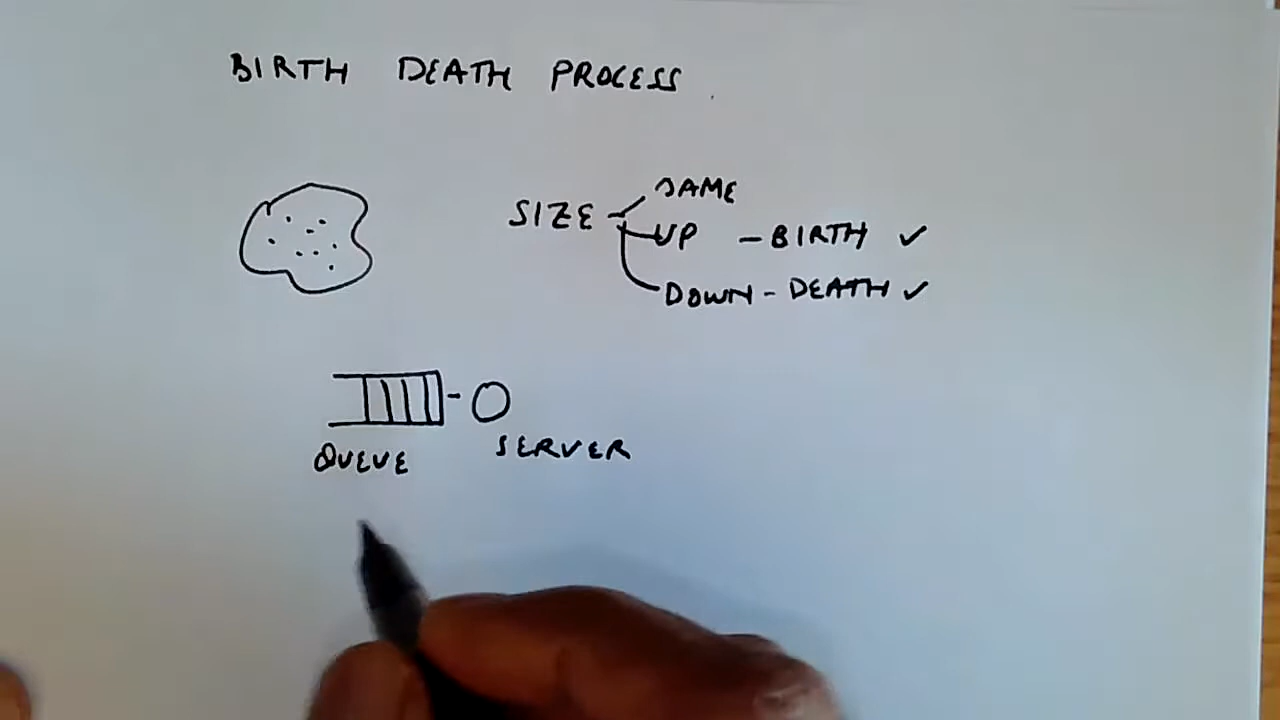 BIRTH DEATH PROCESS
SAME
SIZE UP - BIRTH ✓
DOWN - DEATH ✓
QUEUE SERVER